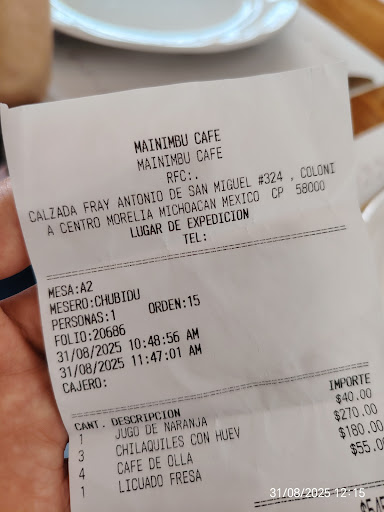 MAINIMBU CAFE
MAINIMBU CAFE
RFC:.
CALZADA FRAY ANTONIO DE SAN MIGUEL #324 , COLONI
A CENTRO MORELIA MICHOACAN MEXICO CP 58000
LUGAR DE EXPEDICION
TEL:
MESA:A2
MESERO:CHUBIDU
PERSONAS:1 ORDEN:15
FOLIO:20686
31/08/2025 10:48:56 AM
31/08/2025 11:47:01 AM
CAJERO:
CANT. DESCRIPCION IMPORTE
1 JUGO DE NARANJA $40.00
3 CHILAQUILES CON HUEV $270.00
4 CAFE DE OLLA $180.00
1 LICUADO FRESA $55.00
31/08/2025 12:15